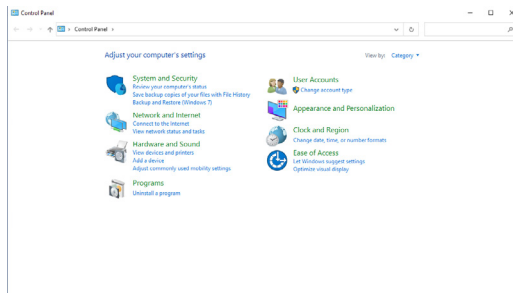 Control Panel
Control Panel
Adjust your computer's settings
View by: Category
System and Security
Review your computer's status
Save backup copies of your files with File History
Backup and Restore (Windows 7)
Network and Internet
Connect to the Internet
View network status and tasks
Hardware and Sound
View devices and printers
Add a device
Adjust commonly used mobility settings
Programs
Uninstall a program
User Accounts
Change account type
Appearance and Personalization
Clock and Region
Change date, time, or number formats
Ease of Access
Let Windows suggest settings
Optimize visual display